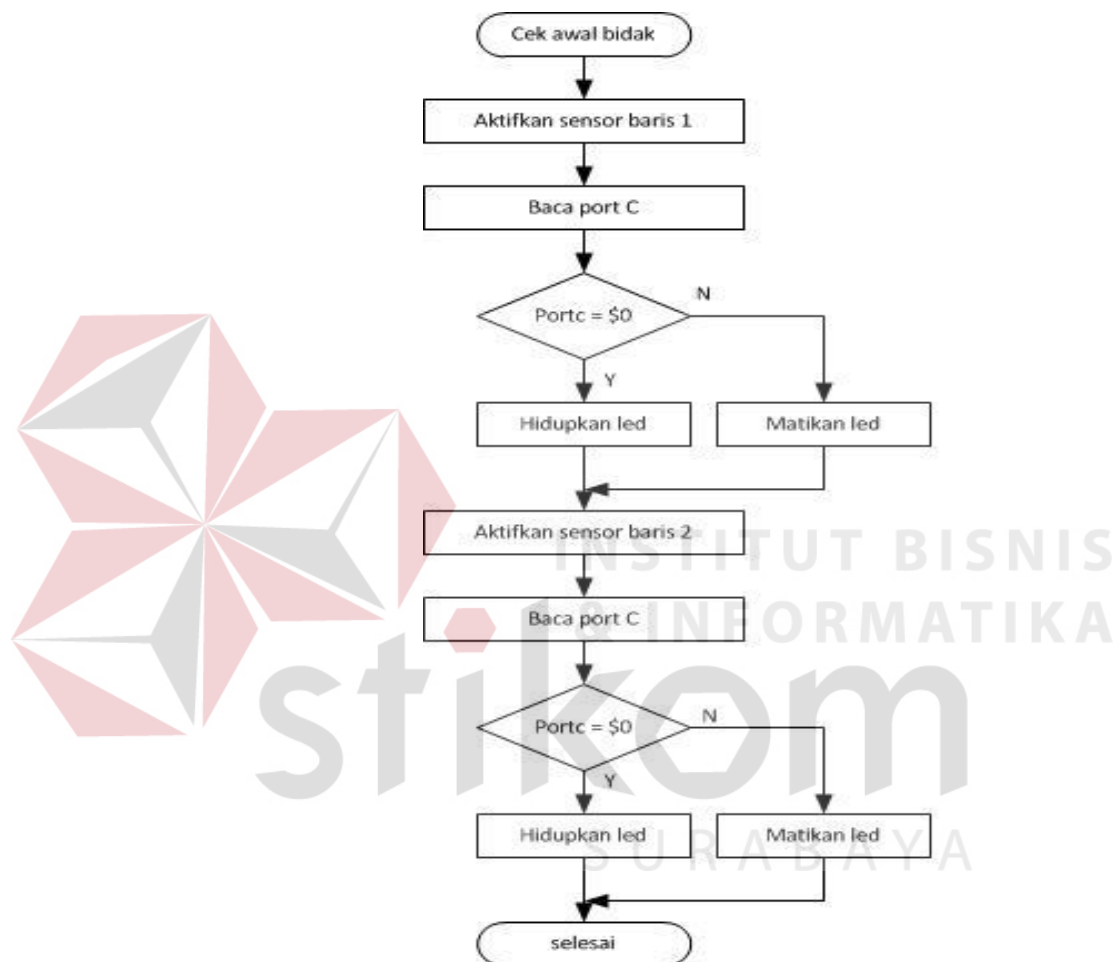 Cek awal bidak
Aktifkan sensor baris 1
Baca port C
Portc = $0
N
Y
Hidupkan led
Matikan led
Aktifkan sensor baris 2
INSTITUT BISNIS
Baca port C
& INFORMATIKA
stikom
Portc = $0
N
Y
Hidupkan led
Matikan led
SURABAYA
selesai